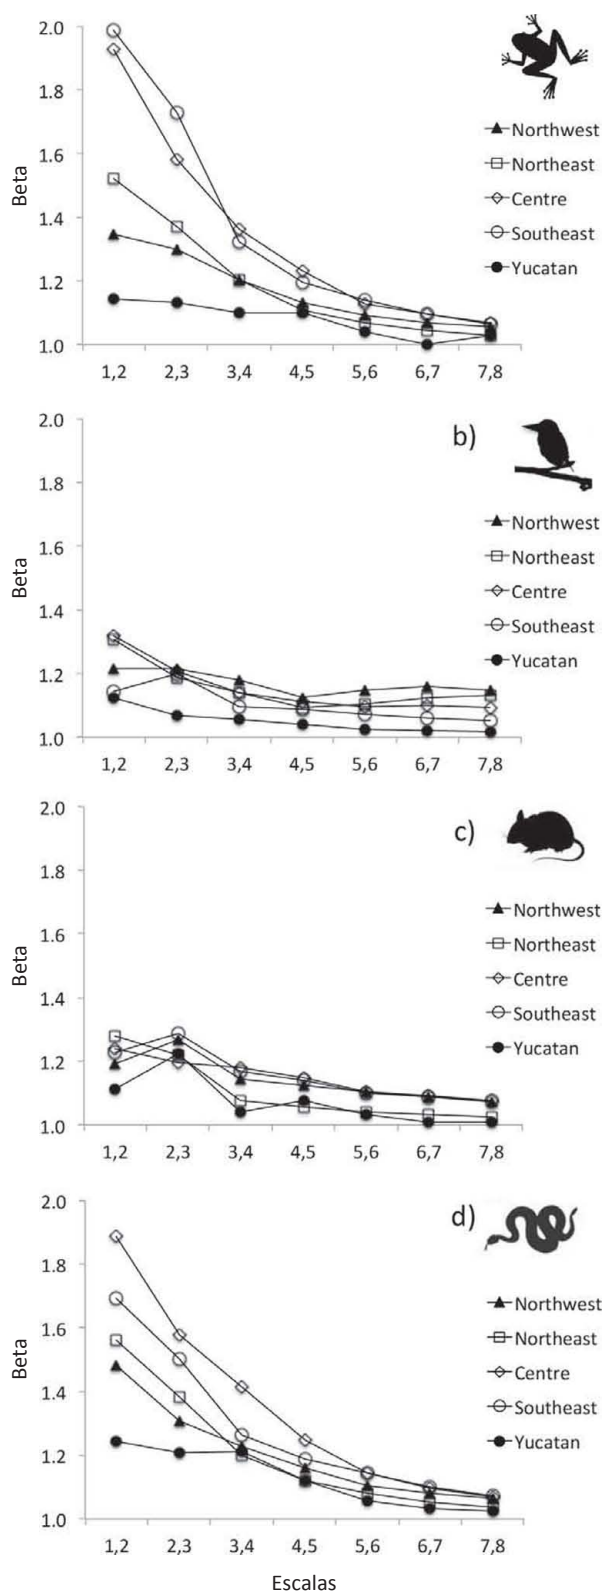 2.0
1.8
1.6
1.4
1.2
1.0
Beta
Northwest
Northeast
Centre
Southeast
Yucatan
1,2 2,3 3,4 4,5 5,6 6,7 7,8
b)
2.0
1.8
1.6
1.4
1.2
1.0
Beta
Northwest
Northeast
Centre
Southeast
Yucatan
1,2 2,3 3,4 4,5 5,6 6,7 7,8
c)
2.0
1.8
1.6
1.4
1.2
1.0
Beta
Northwest
Northeast
Centre
Southeast
Yucatan
1,2 2,3 3,4 4,5 5,6 6,7 7,8
d)
2.0
1.8
1.6
1.4
1.2
1.0
Beta
Northwest
Northeast
Centre
Southeast
Yucatan
1,2 2,3 3,4 4,5 5,6 6,7 7,8
Escalas